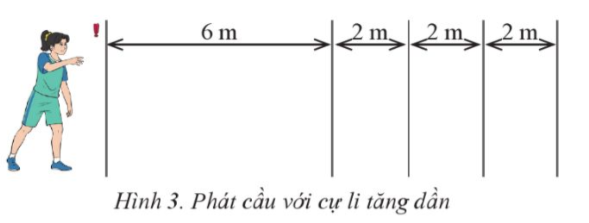 6 m 2 m 2 m 2 m
Hình 3. Phát cầu với cự li tăng dần